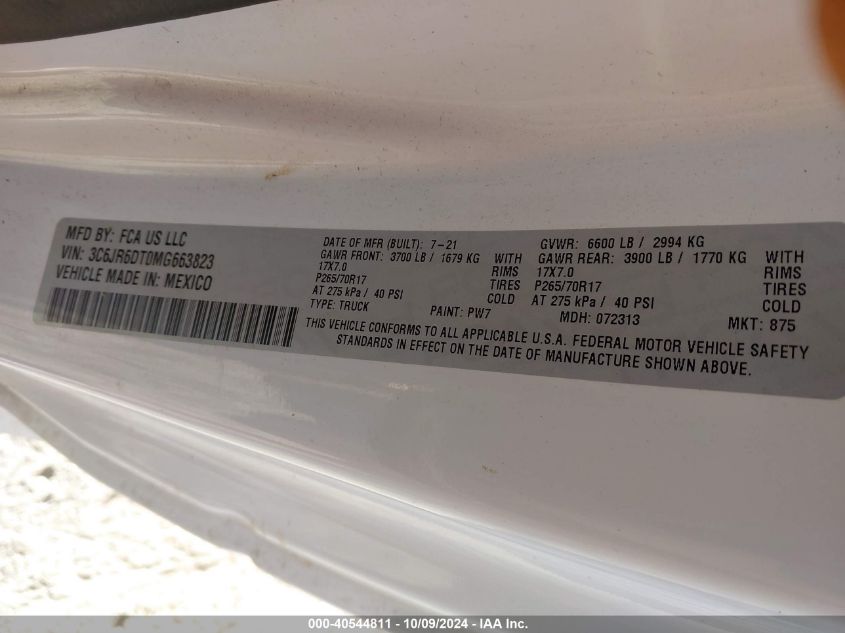 MFD BY: FCA US LLC
VIN: 3C6JR6DT0MG663823
VEHICLE MADE IN: MEXICO
DATE OF MFR (BUILT): 7-21 GVWR: 6600 LB / 2994 KG
GAWR FRONT: 3700 LB / 1679 KG WITH GAWR REAR: 3900 LB / 1770 KG WITH
17X7.0 RIMS 17X7.0 RIMS
P265/70R17 TIRES P265/70R17 TIRES
AT 275 kPa / 40 PSI COLD AT 275 kPa / 40 PSI COLD
TYPE: TRUCK PAINT: PW7 MDH: 072313 MKT: 875
THIS VEHICLE CONFORMS TO ALL APPLICABLE U.S.A. FEDERAL MOTOR VEHICLE SAFETY
STANDARDS IN EFFECT ON THE DATE OF MANUFACTURE SHOWN ABOVE.
000-40544811 - 10/09/2024 - IAA Inc.